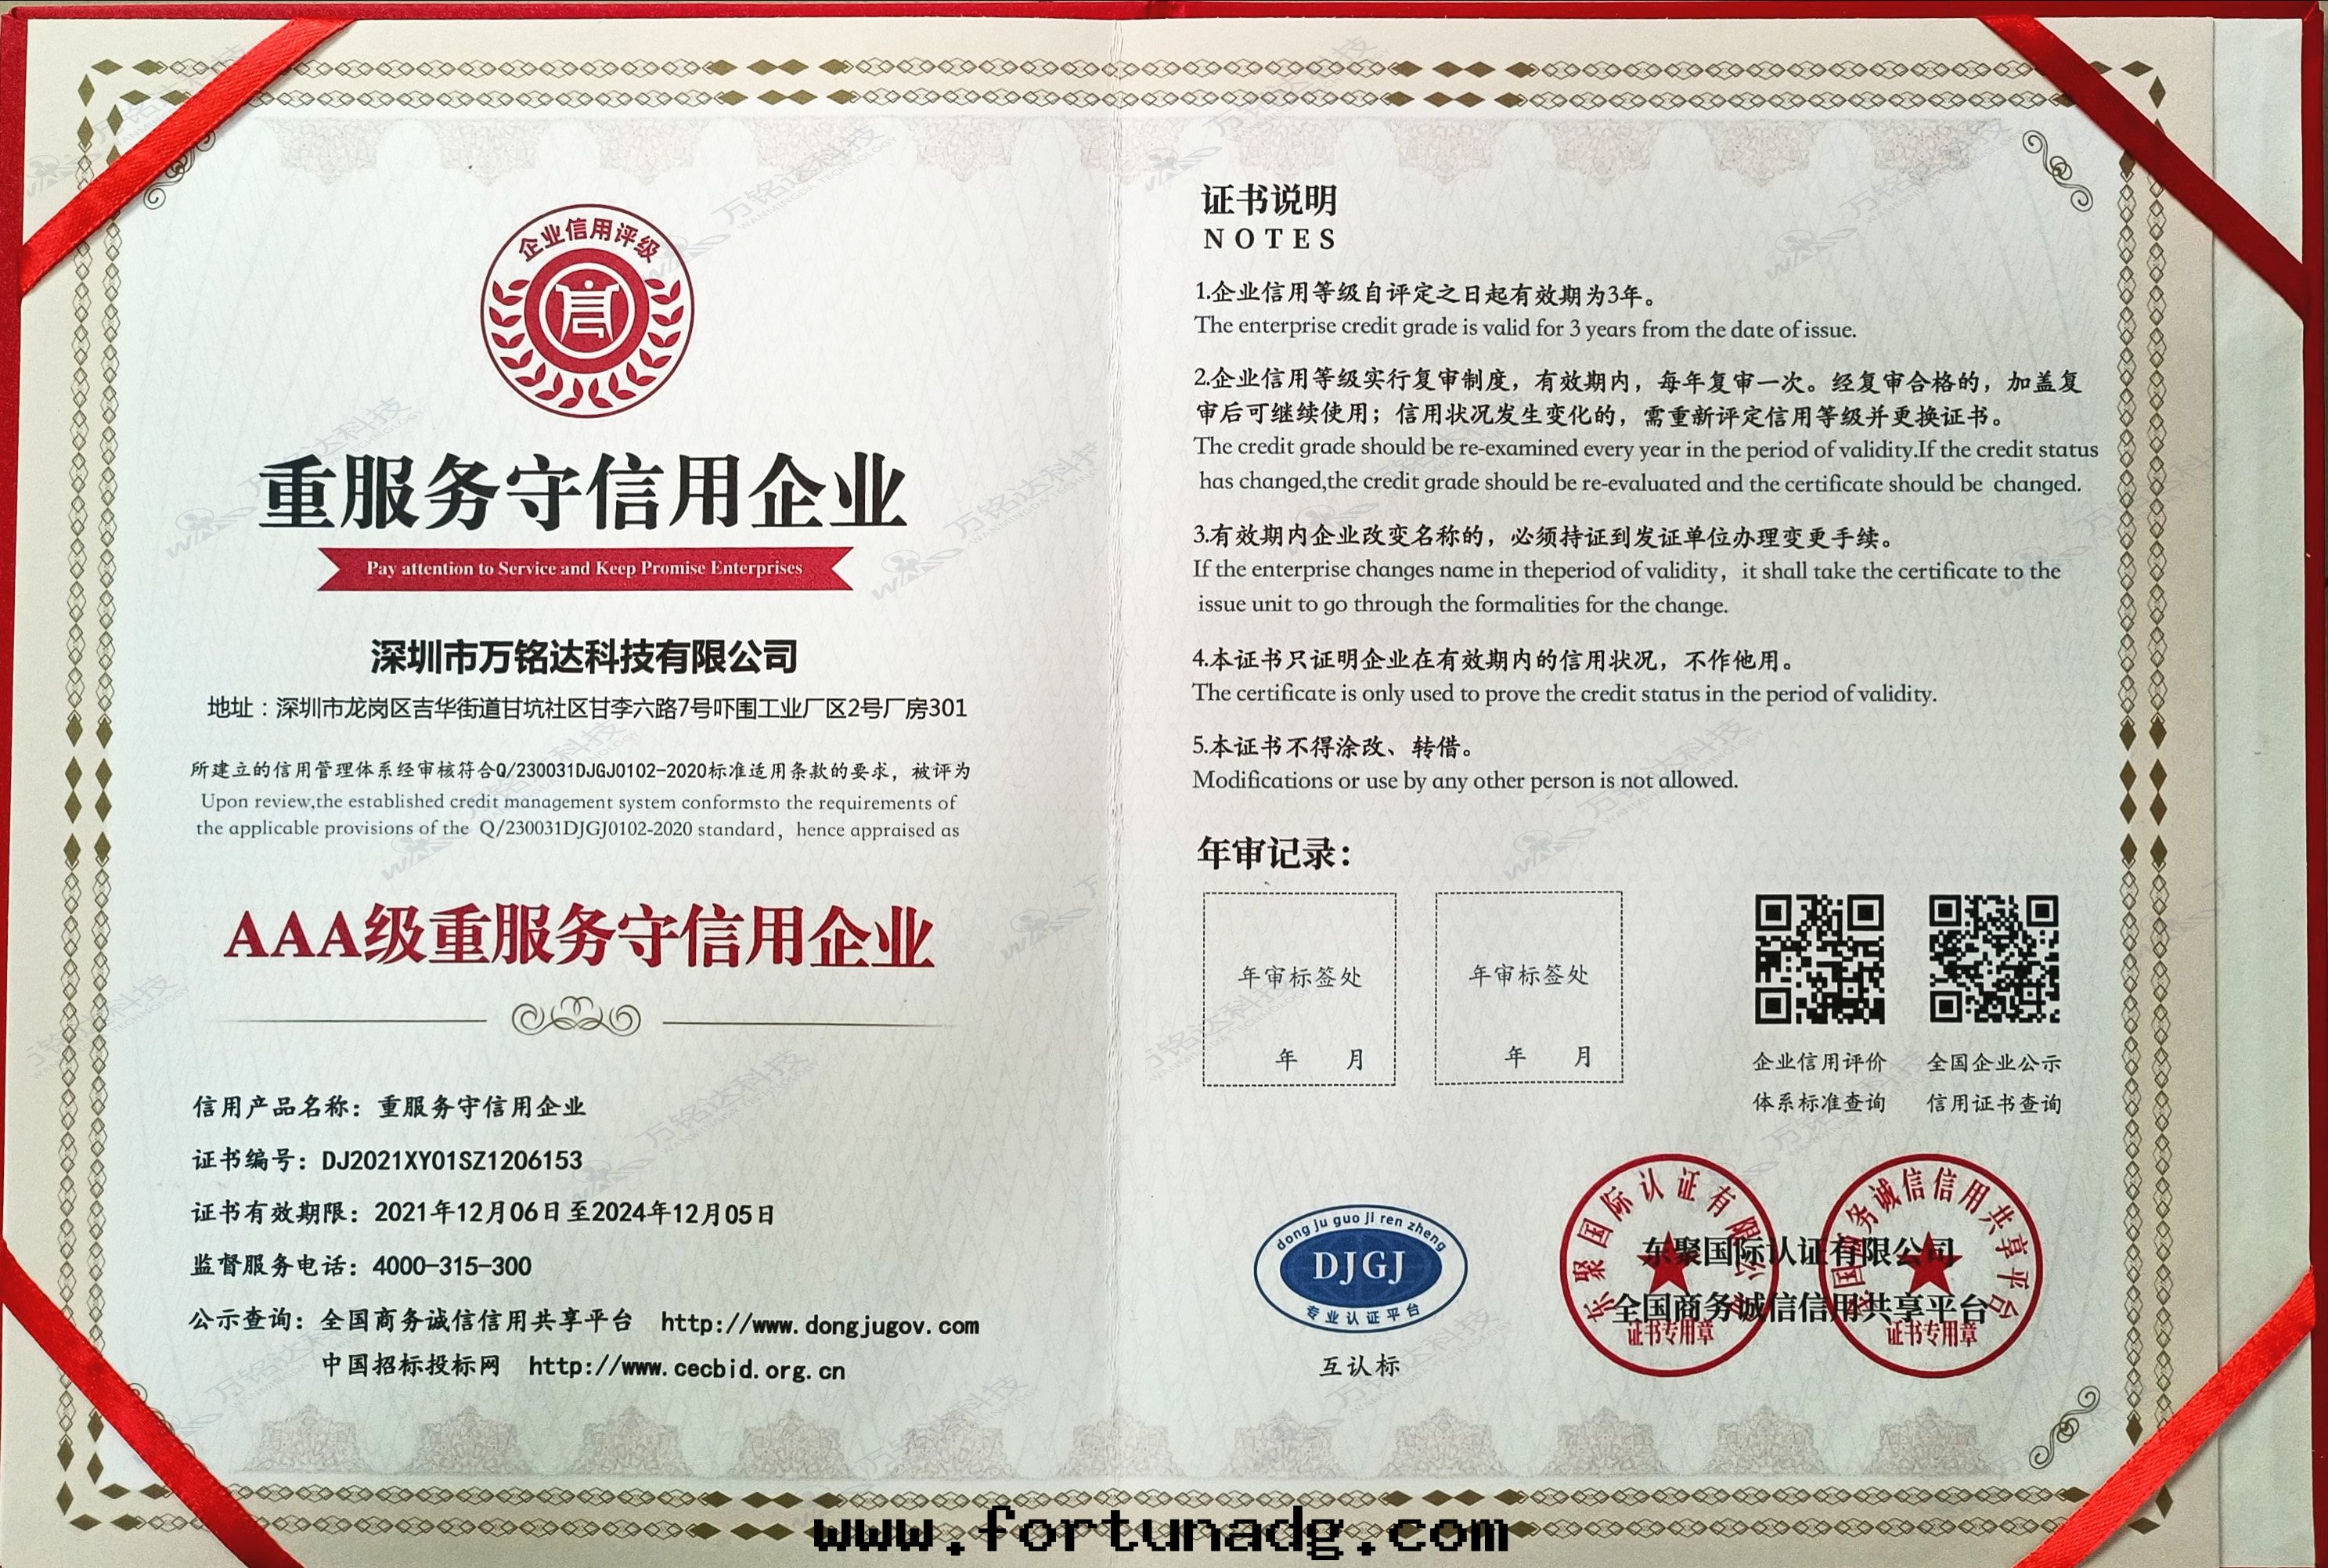 企业信用评级
信
重服务守信用企业
Pay attention to Service and Keep Promise Enterprises
深圳市万铭达科技有限公司
地址：深圳市龙岗区吉华街道甘坑社区甘李六路7号吓围工业厂区2号厂房301
所建立的信用管理体系经审核符合Q/230031DJGJ0102-2020标准适用条款的要求，被评为
Upon review,the established credit management system conformsto the requirements of
the applicable provisions of the Q/230031DJGJ0102-2020 standard，hence appraised as
AAA级重服务守信用企业
信用产品名称：重服务守信用企业
证书编号：DJ2021XY01SZ1206153
证书有效期限：2021年12月06日至2024年12月05日
监督服务电话：4000-315-300
公示查询：全国商务诚信信用共享平台 http://www.dongjugov.com
中国招标投标网 http://www.cecbid.org.cn
证书说明
NOTES
1.企业信用等级自评定之日起有效期为3年。
The enterprise credit grade is valid for 3 years from the date of issue.
2.企业信用等级实行复审制度，有效期内，每年复审一次。经复审合格的，加盖复
审后可继续使用；信用状况发生变化的，需重新评定信用等级并更换证书。
The credit grade should be re-examined every year in the period of validity.If the credit status
has changed,the credit grade should be re-evaluated and the certificate should be changed.
3.有效期内企业改变名称的，必须持证到发证单位办理变更手续。
If the enterprise changes name in theperiod of validity，it shall take the certificate to the
issue unit to go through the formalities for the change.
4.本证书只证明企业在有效期内的信用状况，不作他用。
The certificate is only used to prove the credit status in the period of validity.
5.本证书不得涂改、转借。
Modifications or use by any other person is not allowed.
年审记录：
年审标签处
年 月
年审标签处
年 月
企业信用评价
体系标准查询
全国企业公示
信用证书查询
dong ju guo ji ren zheng
DJGJ
专业认证平台
互认标
东聚国际认证有限公司
全国商务诚信信用共享平台
东聚国际认证有限公司
证书专用章
全国商务诚信信用共享平台
证书专用章
万铭达科技
www.fortunadg.com